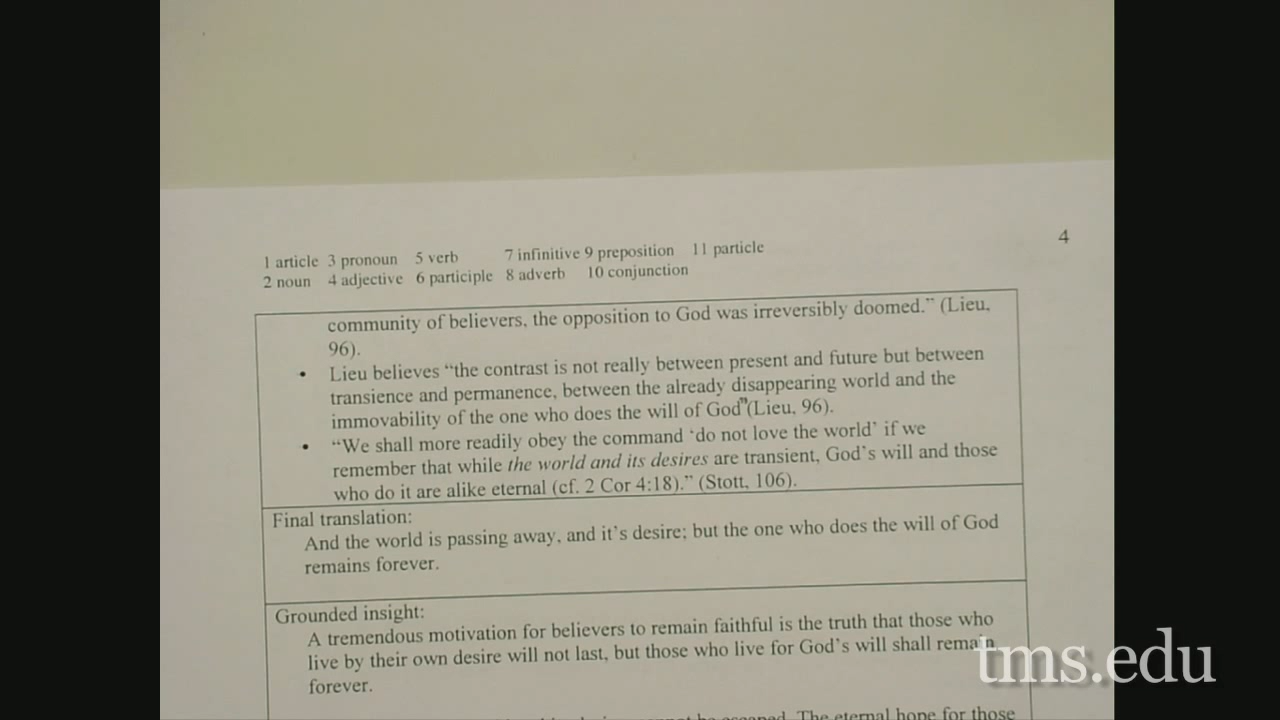 4
1 article 3 pronoun 5 verb 7 infinitive 9 preposition 11 particle
2 noun 4 adjective 6 participle 8 adverb 10 conjunction
community of believers, the opposition to God was irreversibly doomed.” (Lieu,
96).
• Lieu believes “the contrast is not really between present and future but between
transience and permanence, between the already disappearing world and the
immovability of the one who does the will of God”(Lieu, 96).
• “We shall more readily obey the command ‘do not love the world’ if we
remember that while the world and its desires are transient, God’s will and those
who do it are alike eternal (cf. 2 Cor 4:18).” (Stott, 106).
Final translation:
And the world is passing away, and it’s desire; but the one who does the will of God
remains forever.
Grounded insight:
A tremendous motivation for believers to remain faithful is the truth that those who
live by their own desire will not last, but those who live for God’s will shall remain
forever.
The eternal hope for those
tms.edu